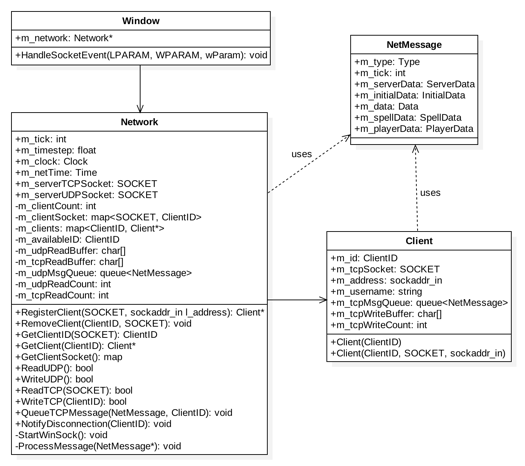 Window
+m_network: Network*
+HandleSocketEvent(LPARAM, WPARAM, wParam): void
NetMessage
+m_type: Type
+m_tick: int
+m_serverData: ServerData
+m_initialData: InitialData
+m_data: Data
+m_spellData: SpellData
+m_playerData: PlayerData
Network
+m_tick: int
+m_timestep: float
+m_clock: Clock
+m_netTime: Time
+m_serverTCPSocket: SOCKET
+m_serverUDPSocket: SOCKET
-m_clientCount: int
-m_clientSocket: map<SOCKET, ClientID>
-m_clients: map<ClientID, Client*>
-m_availableID: ClientID
-m_udpReadBuffer: char[]
-m_tcpReadBuffer: char[]
-m_udpMsgQueue: queue<NetMessage>
-m_udpReadCount: int
-m_tcpReadCount: int
+RegisterClient(SOCKET, sockaddr_in l_address): Client*
+RemoveClient(ClientID, SOCKET): void
+GetClientID(SOCKET): ClientID
+GetClient(ClientID): Client*
+GetClientSocket(): map
+ReadUDP(): bool
+WriteUDP(): bool
+ReadTCP(SOCKET): bool
+WriteTCP(ClientID): bool
+QueueTCPMessage(NetMessage, ClientID): void
+NotifyDisconnection(ClientID): void
-StartWinSock(): void
-ProcessMessage(NetMessage*): void
uses
uses
Client
+m_id: ClientID
+m_tcpSocket: SOCKET
+m_address: sockaddr_in
+m_username: string
+m_tcpMsgQueue: queue<NetMessage>
+m_tcpWriteBuffer: char[]
+m_tcpWriteCount: int
+Client(ClientID)
+Client(ClientID, SOCKET, sockaddr_in)